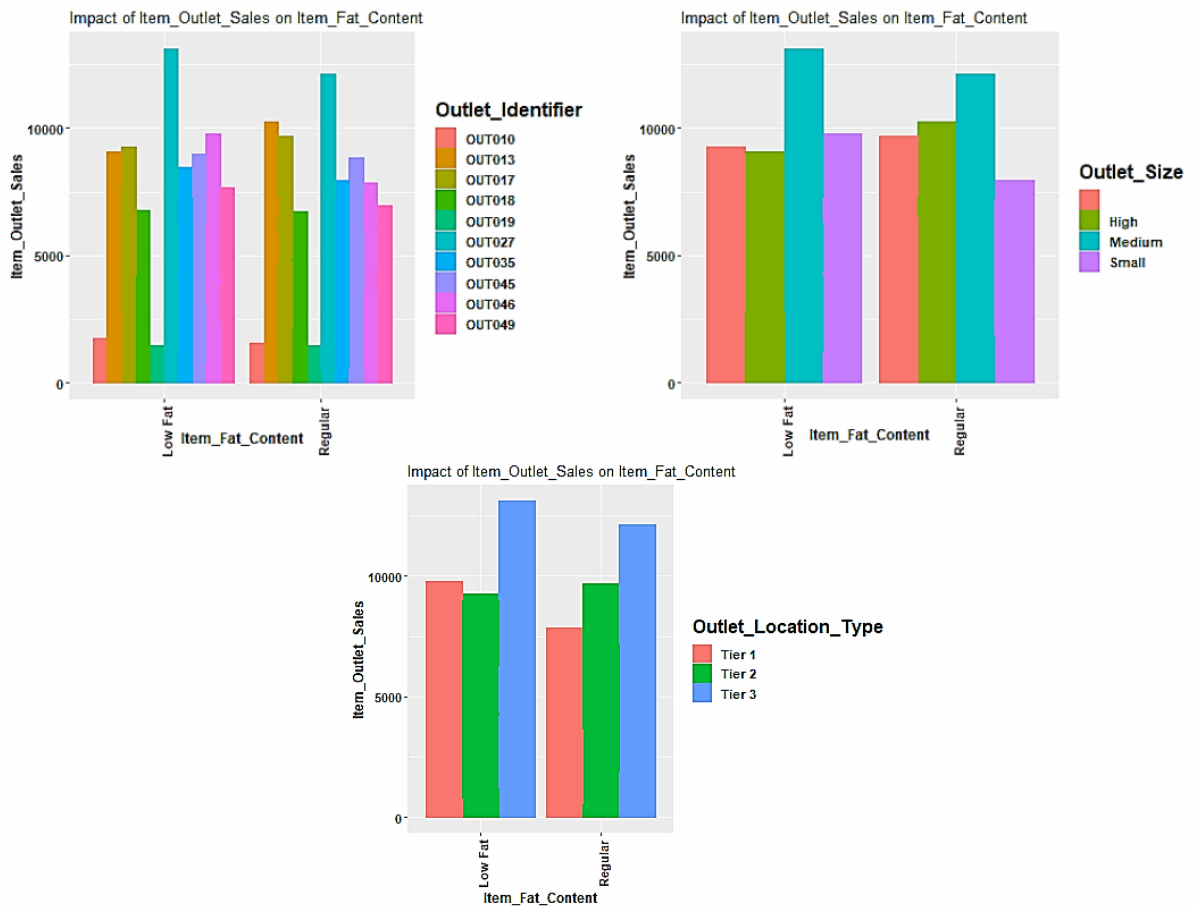 Impact of Item_Outlet_Sales on Item_Fat_Content
Item_Outlet_Sales
10000
5000
0
Low Fat
Regular
Item_Fat_Content
Outlet_Identifier
OUT010
OUT013
OUT017
OUT018
OUT019
OUT027
OUT035
OUT045
OUT046
OUT049
Impact of Item_Outlet_Sales on Item_Fat_Content
Item_Outlet_Sales
10000
5000
0
Low Fat
Regular
Item_Fat_Content
Outlet_Size
High
Medium
Small
Impact of Item_Outlet_Sales on Item_Fat_Content
Item_Outlet_Sales
10000
5000
0
Low Fat
Regular
Item_Fat_Content
Outlet_Location_Type
Tier 1
Tier 2
Tier 3